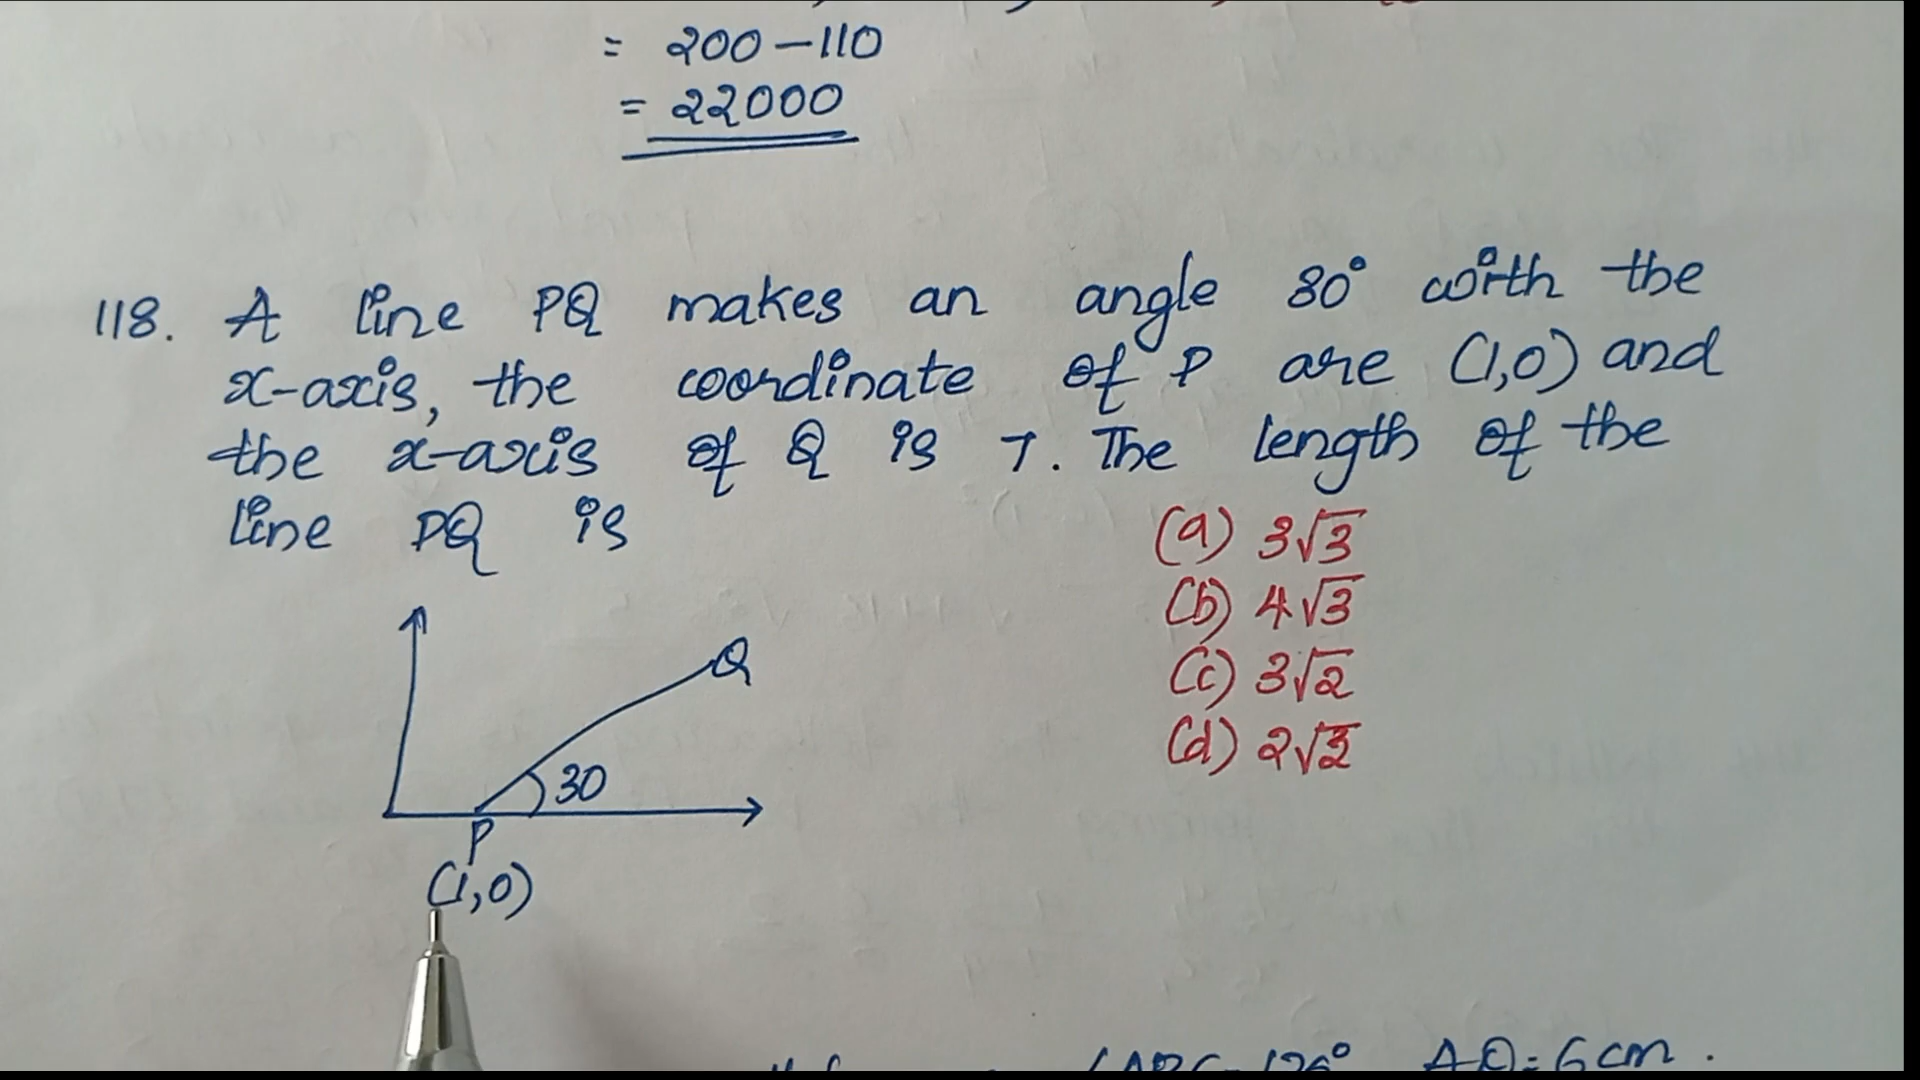 = 200-110
= 22000
118. A line PQ makes an angle 30° with the
x-axis, the coordinate of P are (1,0) and
the x-axis of Q is 7. The length of the
line PQ is
(a) 3√3
(b) 4√3
(c) 3√2
(d) 2√3
Q
30
P
(1,0)
AD=6cm.